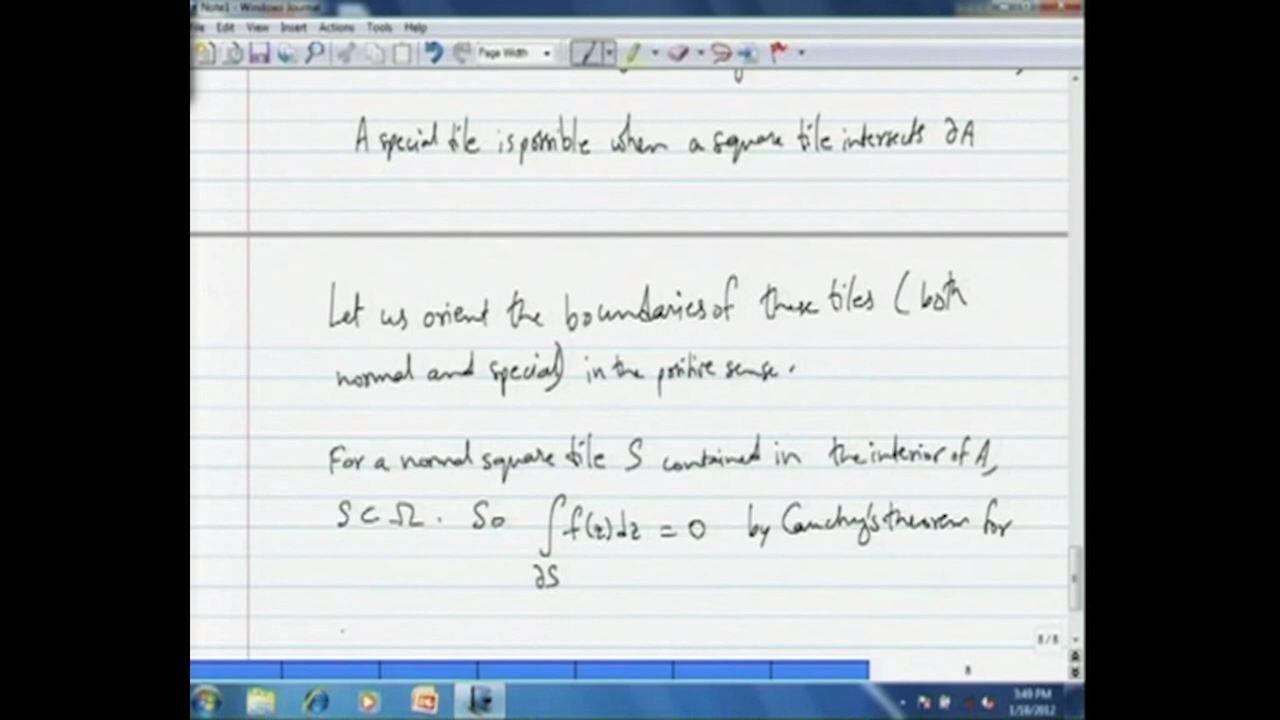 Note1 - Windows Journal
File Edit View Insert Actions Tools Help
Page Width
A special tile is possible when a square tile intersects ∂A
Let us orient the boundaries of these tiles (both
normal and special) in the positive sense.
For a normal square tile S contained in the interior of A,
S ⊂ Ω. So ∫ f(z)dz = 0 by Cauchy's theorem for
∂S
8/8
8
3:49 PM
1/18/2012